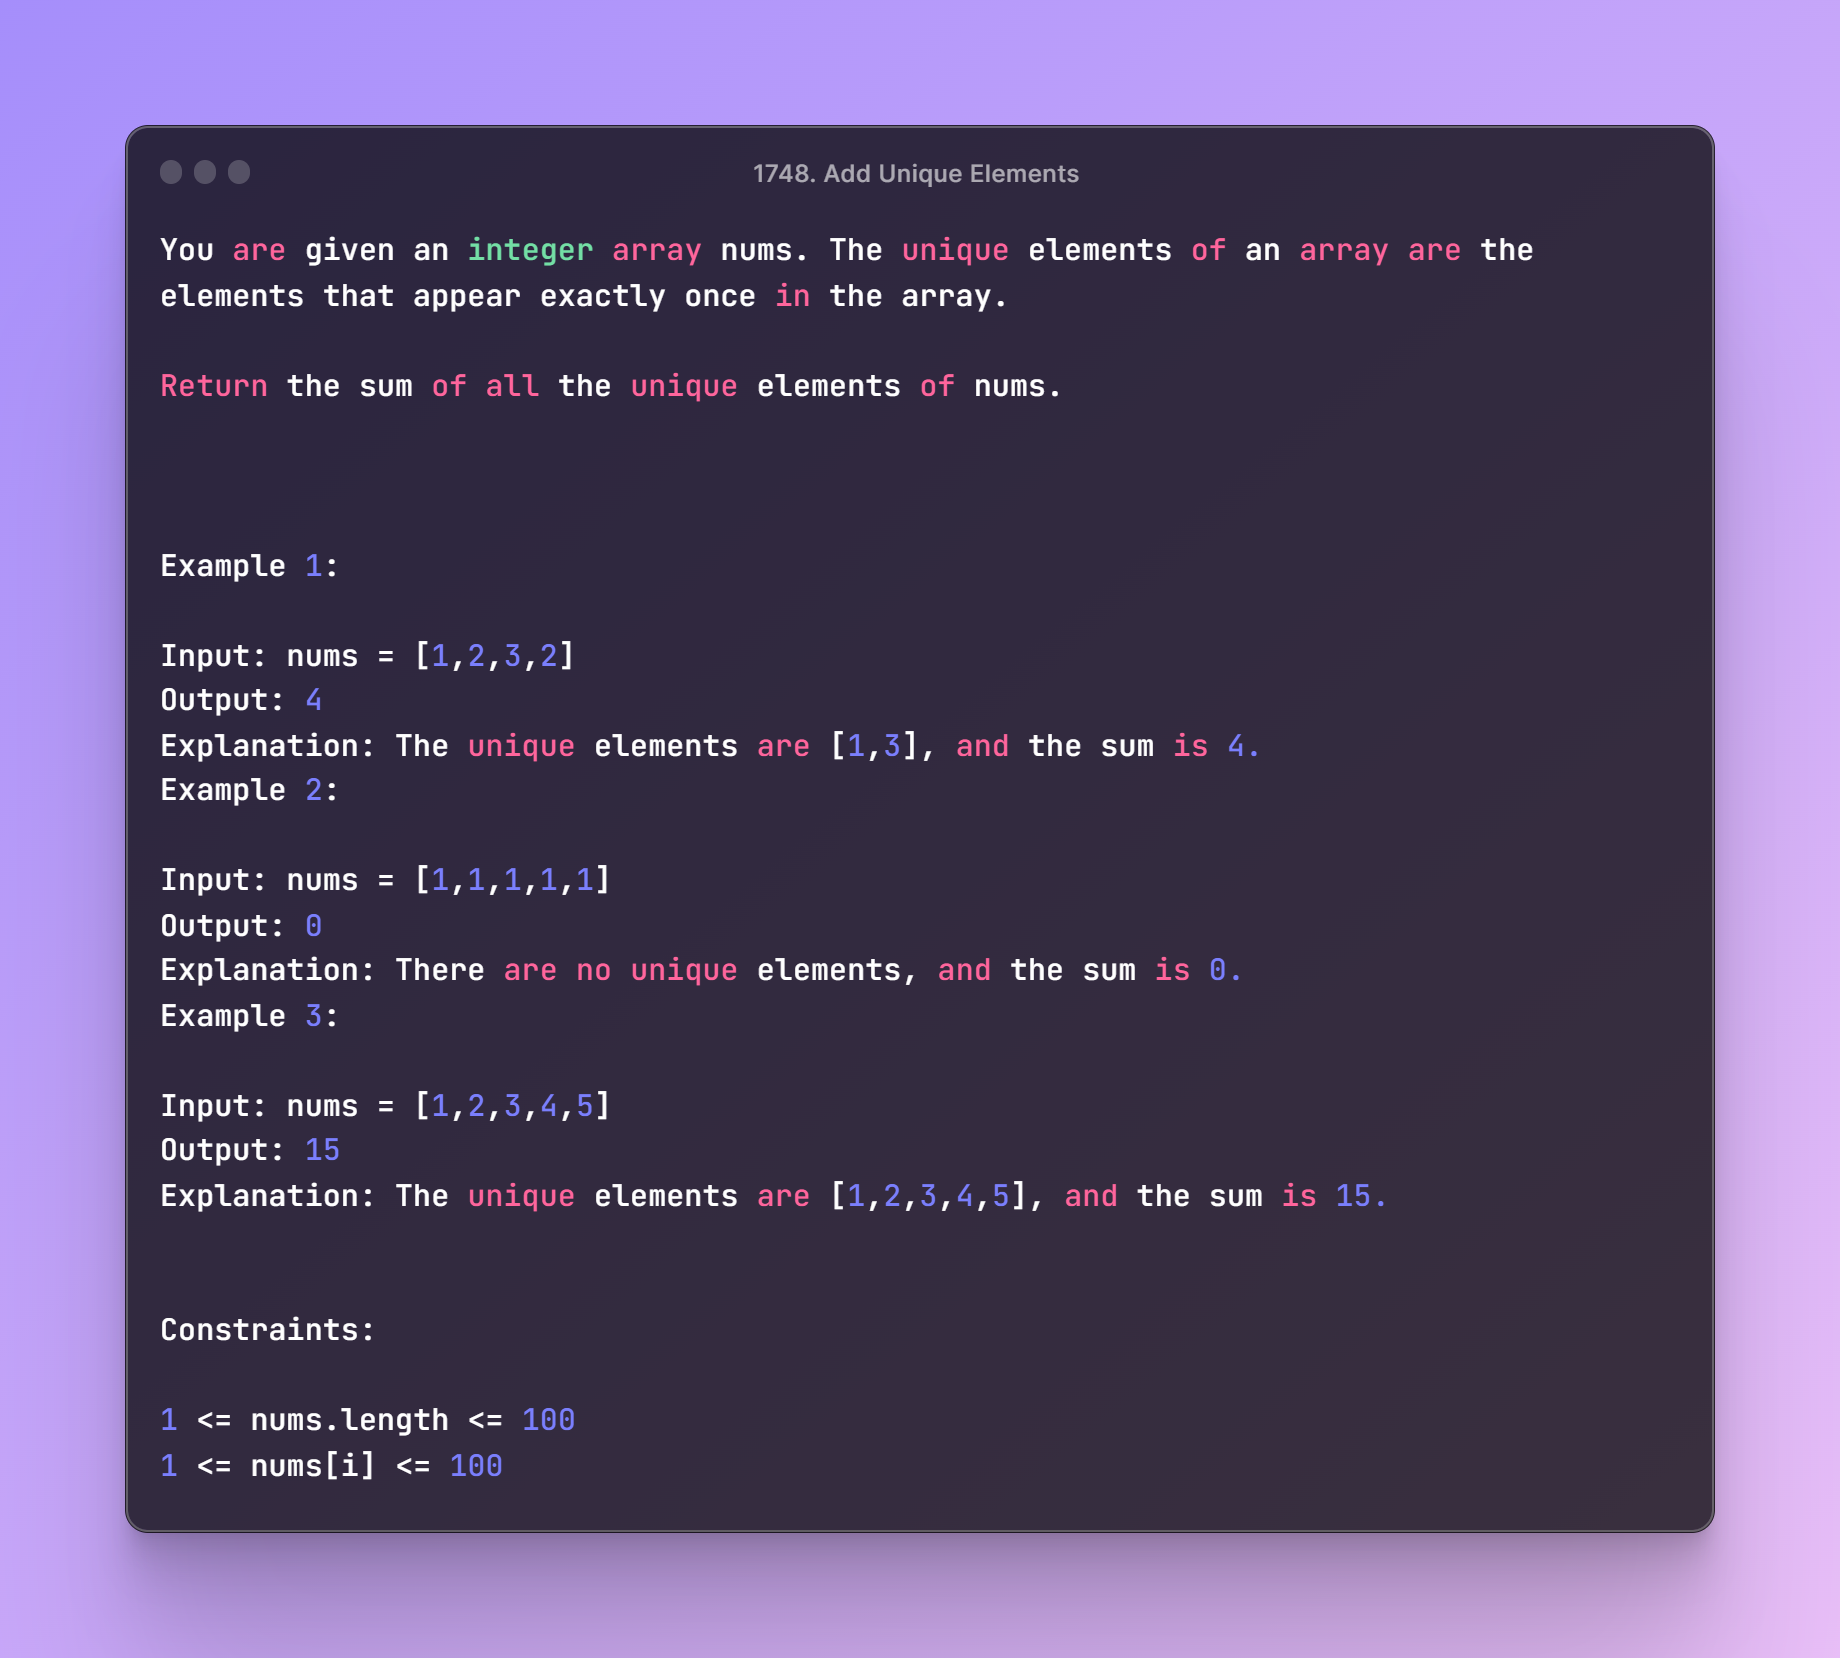 1748. Add Unique Elements
You are given an integer array nums. The unique elements of an array are the
elements that appear exactly once in the array.
Return the sum of all the unique elements of nums.
Example 1:
Input: nums = [1,2,3,2]
Output: 4
Explanation: The unique elements are [1,3], and the sum is 4.
Example 2:
Input: nums = [1,1,1,1,1]
Output: 0
Explanation: There are no unique elements, and the sum is 0.
Example 3:
Input: nums = [1,2,3,4,5]
Output: 15
Explanation: The unique elements are [1,2,3,4,5], and the sum is 15.
Constraints:
1 <= nums.length <= 100
1 <= nums[i] <= 100